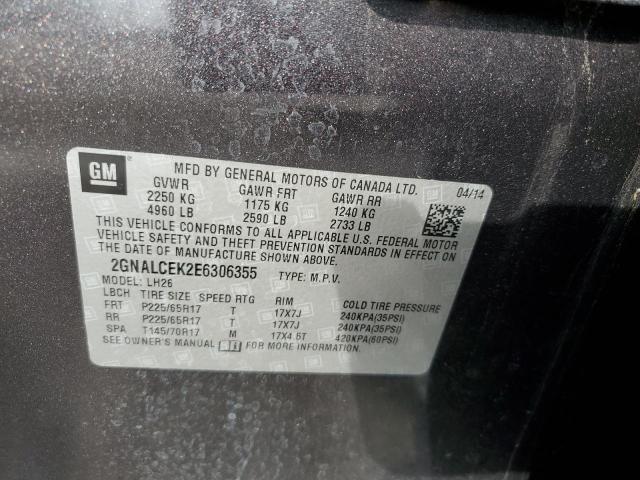 GM
MFD BY GENERAL MOTORS OF CANADA LTD. 04/14
GVWR GAWR FRT GAWR RR
2250 KG 1175 KG 1240 KG
4960 LB 2590 LB 2733 LB
THIS VEHICLE CONFORMS TO ALL APPLICABLE U.S. FEDERAL MOTOR
VEHICLE SAFETY AND THEFT PREVENTION STANDARDS IN EFFECT ON
THE DATE OF MANUFACTURE SHOWN ABOVE.
2GNALCEK2E6306355 TYPE: M.P.V.
MODEL: LH26
LBCH TIRE SIZE SPEED RTG RIM COLD TIRE PRESSURE
FRT P225/65R17 T 17X7J 240KPA(35PSI)
RR P225/65R17 T 17X7J 240KPA(35PSI)
SPA T145/70R17 M 17X4.5T 420KPA(60PSI)
SEE OWNER'S MANUAL FOR MORE INFORMATION.